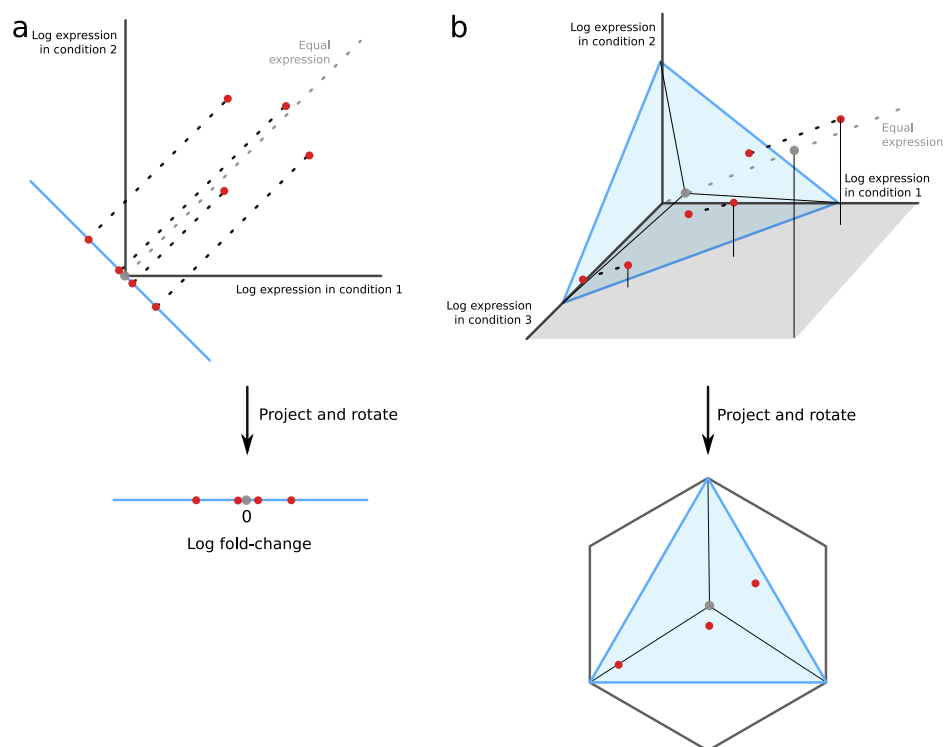 a
Log expression
in condition 2
Equal
expression
Log expression in condition 1
Project and rotate
0
Log fold-change
b
Log expression
in condition 2
Equal
expression
Log expression
in condition 1
Log expression
in condition 3
Project and rotate